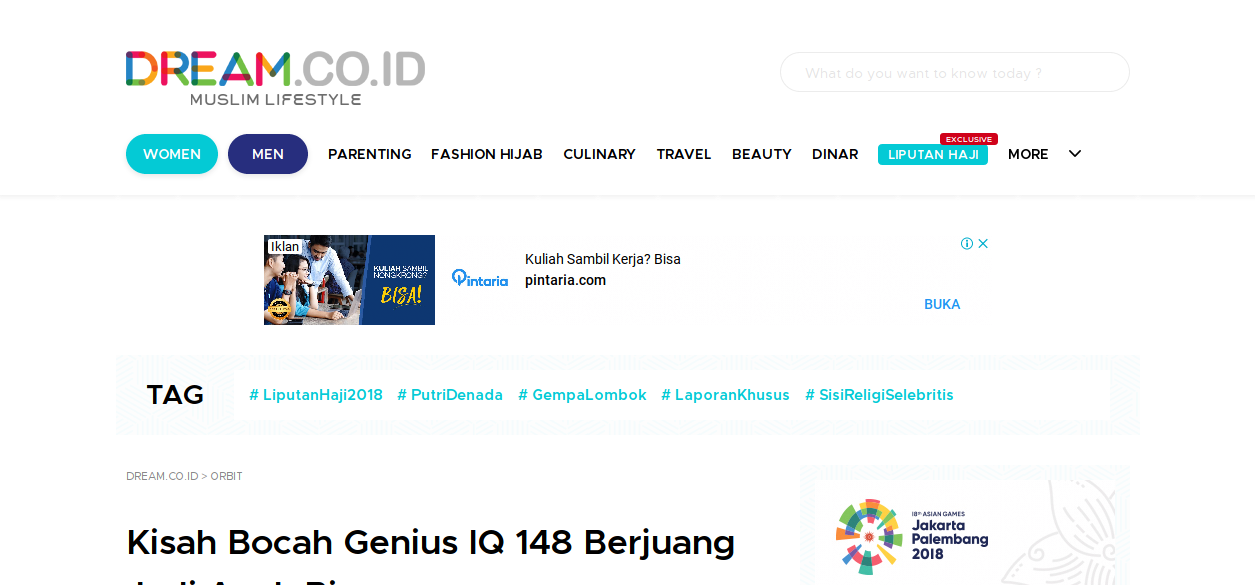 DREAM.CO.ID
MUSLIM LIFESTYLE
What do you want to know today ?
WOMEN MEN PARENTING FASHION HIJAB CULINARY TRAVEL BEAUTY DINAR EXCLUSIVE LIPUTAN HAJI MORE
Iklan
KULIAH SAMBIL
NONGKRONG?
BISA!
Pintaria
Kuliah Sambil Kerja? Bisa
pintaria.com
BUKA
TAG # LiputanHaji2018 # PutriDenada # GempaLombok # LaporanKhusus # SisiReligiSelebritis
DREAM.CO.ID > ORBIT
18th ASIAN GAMES
Jakarta
Palembang
2018
Kisah Bocah Genius IQ 148 Berjuang